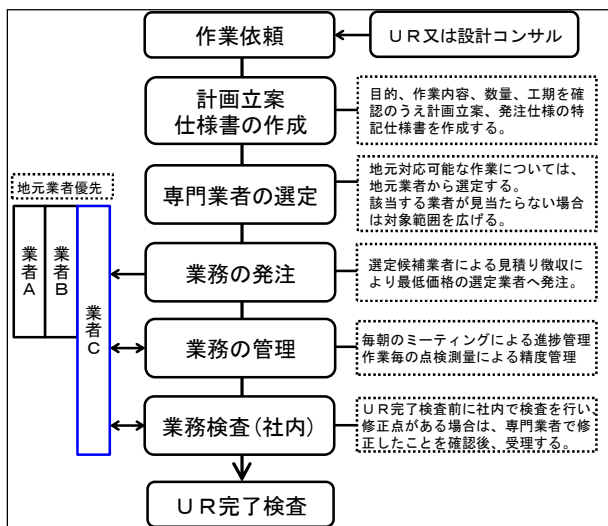 作業依頼
UR又は設計コンサル
計画立案
仕様書の作成
目的、作業内容、数量、工期を確
認のうえ計画立案、発注仕様の特
記仕様書を作成する。
専門業者の選定
地元対応可能な作業については、
地元業者から選定する。
該当する業者が見当たらない場合
は対象範囲を広げる。
地元業者優先
業者A
業者B
業者C
業務の発注
選定候補業者による見積り徴収に
より最低価格の選定業者へ発注。
業務の管理
毎朝のミーティングによる進捗管理
作業毎の点検測量による精度管理
業務検査(社内)
UR完了検査前に社内で検査を行い、
修正点がある場合は、専門業者で修
正したことを確認後、受理する。
UR完了検査